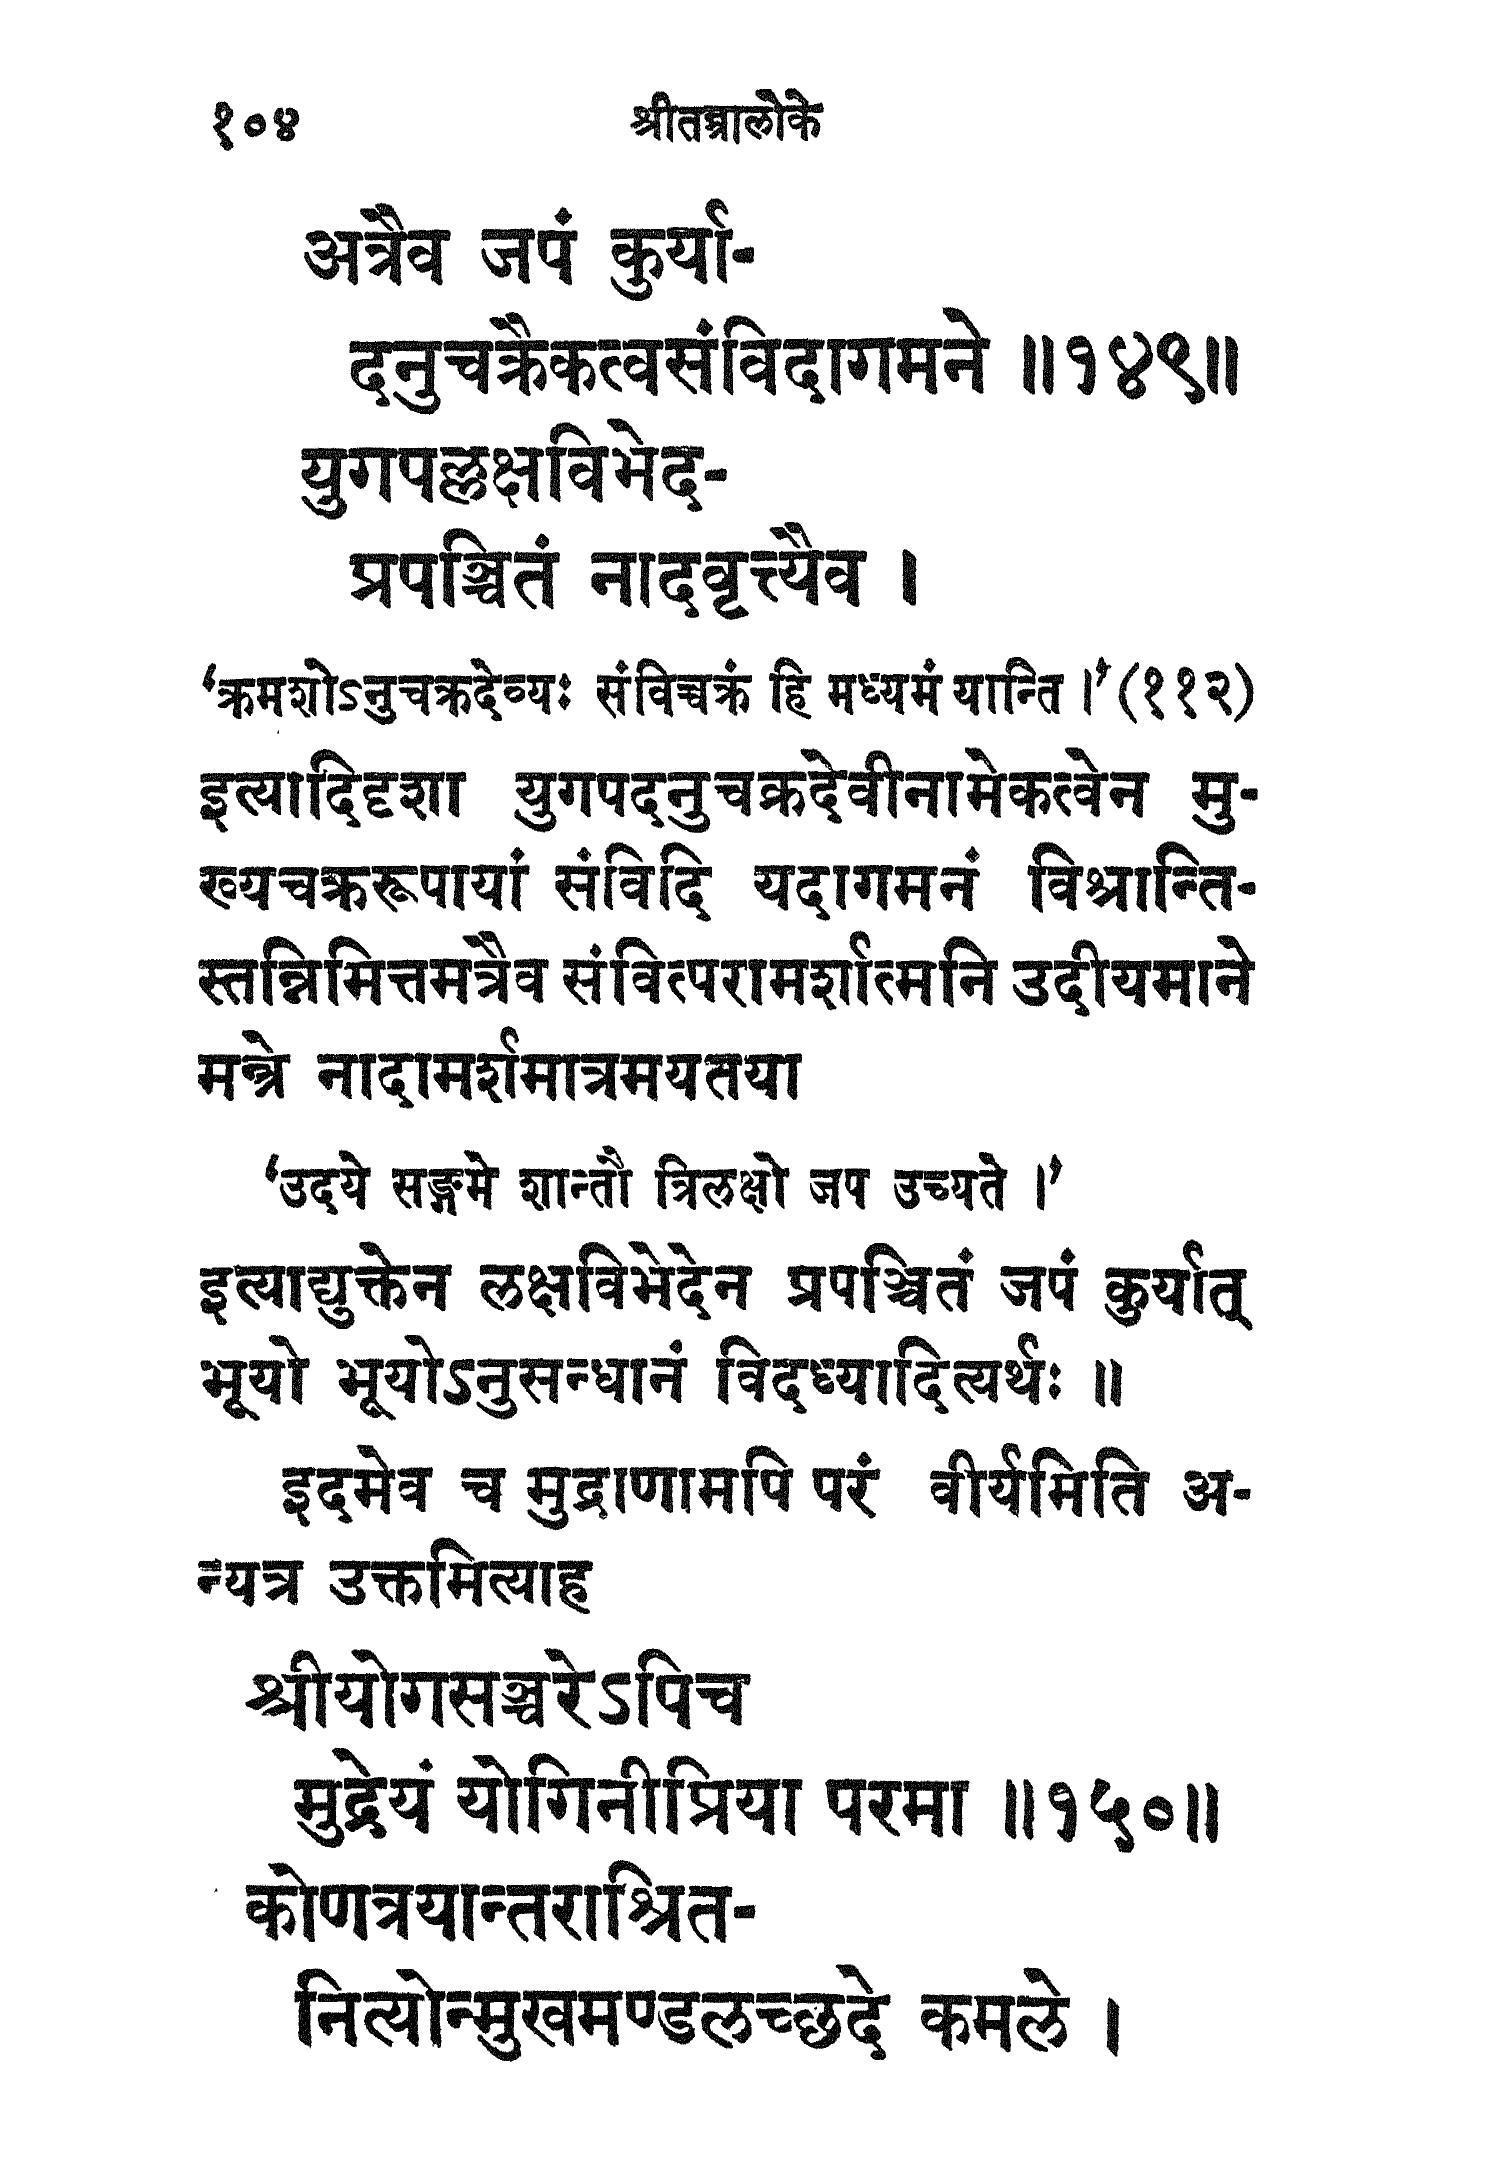 १०४ श्रीतन्त्रालोके
अत्रैव जपं कुर्या-
दनुचक्रैकत्वसंविदागमने ॥१४९॥
युगपल्लक्षविभेद-
प्रपञ्चितं नादवृत्त्यैव ।
‘क्रमशोऽनुचक्रदेव्यः संविच्चक्रं हि मध्यमं यान्ति ।’(११२)
इत्यादिदृशा युगपदनुचक्रदेवीनामेकत्वेन मु-
ख्यचक्ररूपायां संविदि यदागमनं विश्रान्ति-
स्तन्निमित्तमत्रैव संवित्परामर्शात्मनि उदीयमाने
मन्त्रे नादामर्शमात्रमयतया
‘उदये सङ्गमे शान्तौ त्रिलक्षो जप उच्यते ।’
इत्याद्युक्तेन लक्षविभेदेन प्रपञ्चितं जपं कुर्यात्
भूयो भूयोऽनुसन्धानं विदध्यादित्यर्थः ॥
इदमेव च मुद्राणामपि परं वीर्यमिति अ-
न्यत्र उक्तमित्याह
श्रीयोगसञ्चरेऽपिच
मुद्रेयं योगिनीप्रिया परमा ॥१५०॥
कोणत्रयान्तराश्रित-
नित्योन्मुखमण्डलच्छदे कमले ।